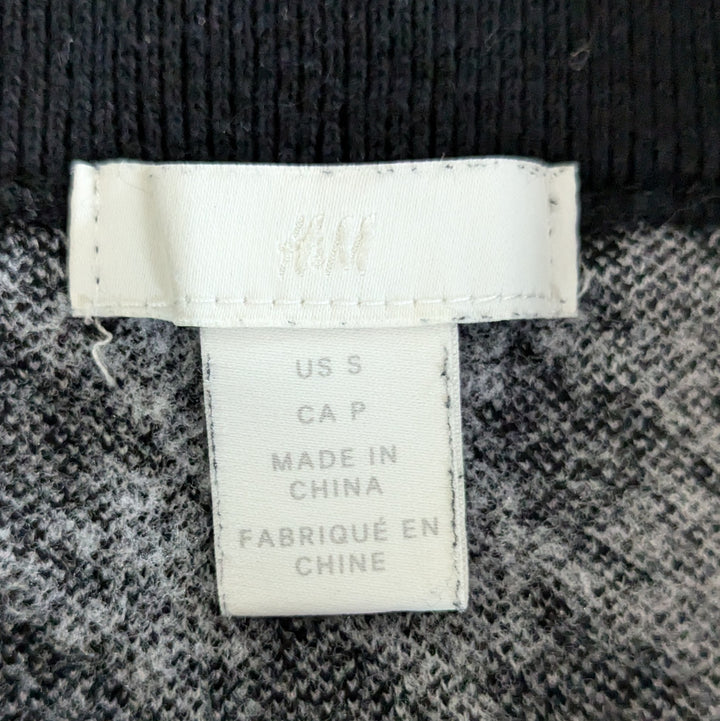 H&M
US S
CA P
MADE IN
CHINA
FABRIQUÉ EN
CHINE